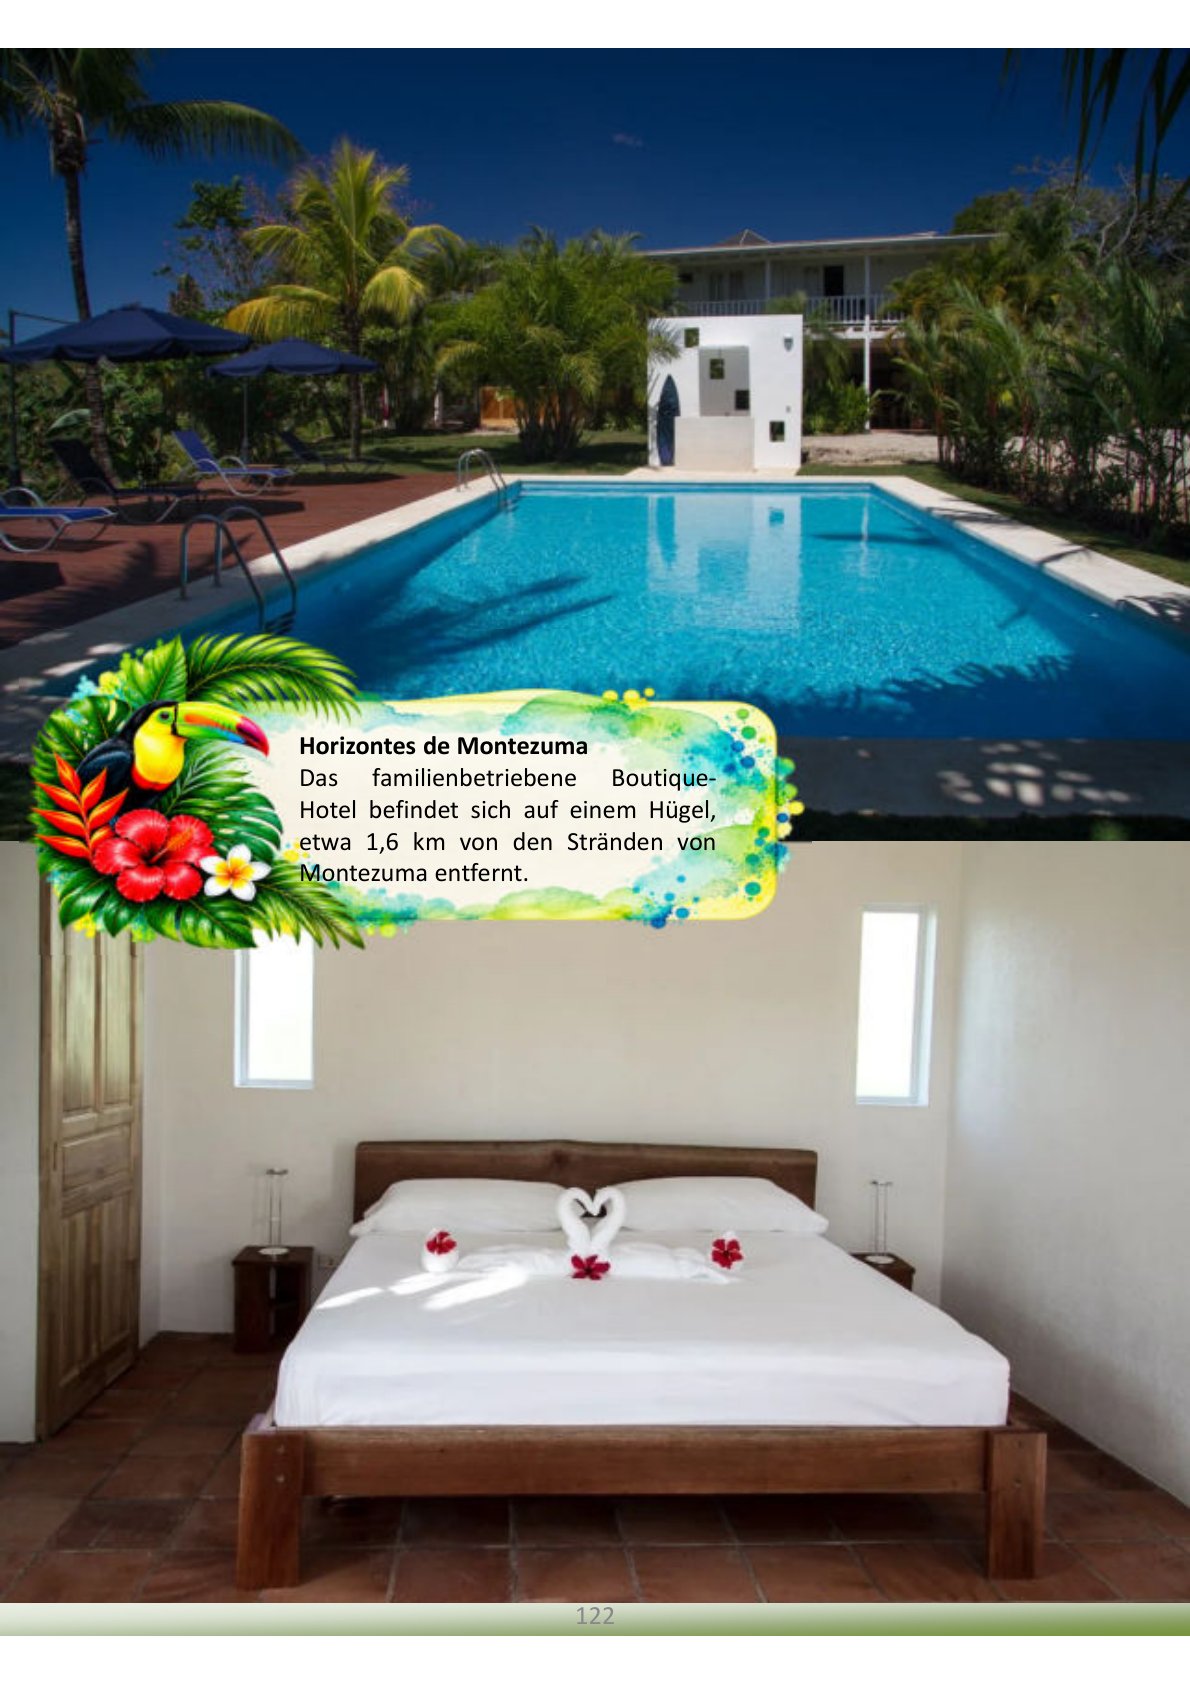 Horizontes de Montezuma
Das familienbetriebene Boutique-
Hotel befindet sich auf einem Hügel,
etwa 1,6 km von den Stränden von
Montezuma entfernt.
122